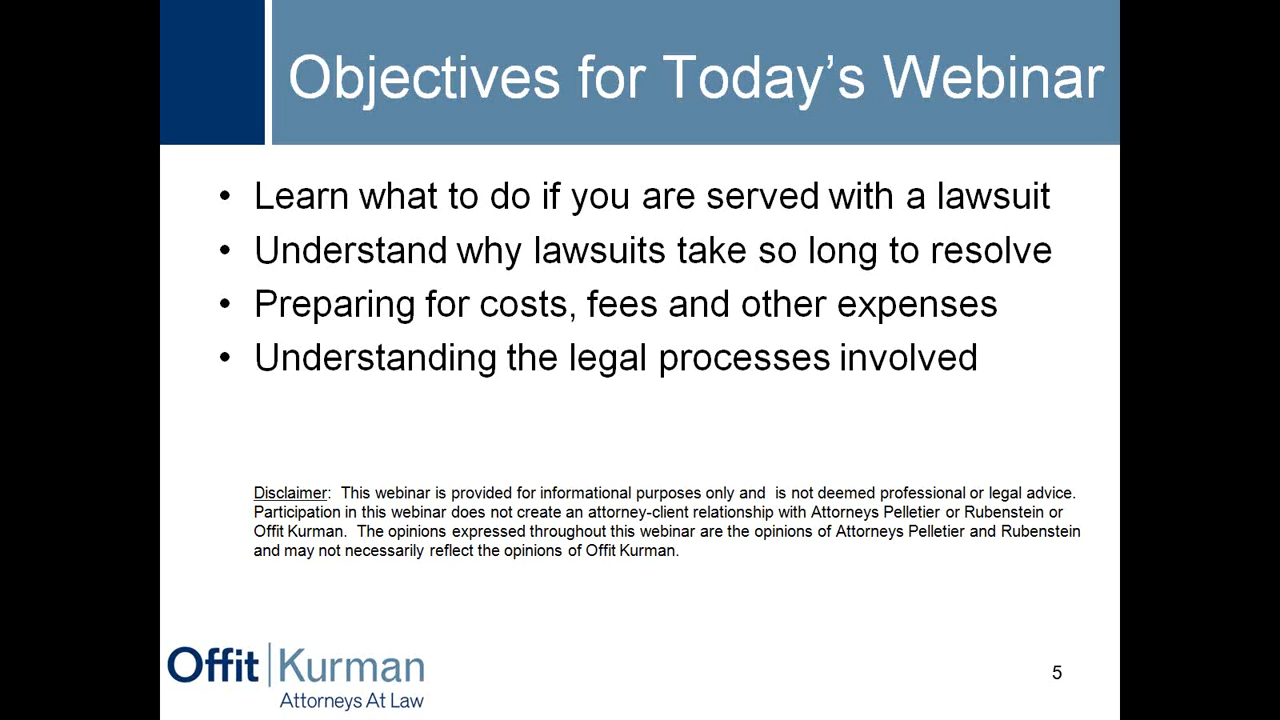 Objectives for Today's Webinar
• Learn what to do if you are served with a lawsuit
• Understand why lawsuits take so long to resolve
• Preparing for costs, fees and other expenses
• Understanding the legal processes involved
Disclaimer:  This webinar is provided for informational purposes only and  is not deemed professional or legal advice.
Participation in this webinar does not create an attorney-client relationship with Attorneys Pelletier or Rubenstein or
Offit Kurman.  The opinions expressed throughout this webinar are the opinions of Attorneys Pelletier and Rubenstein
and may not necessarily reflect the opinions of Offit Kurman.
Offit Kurman
Attorneys At Law
5